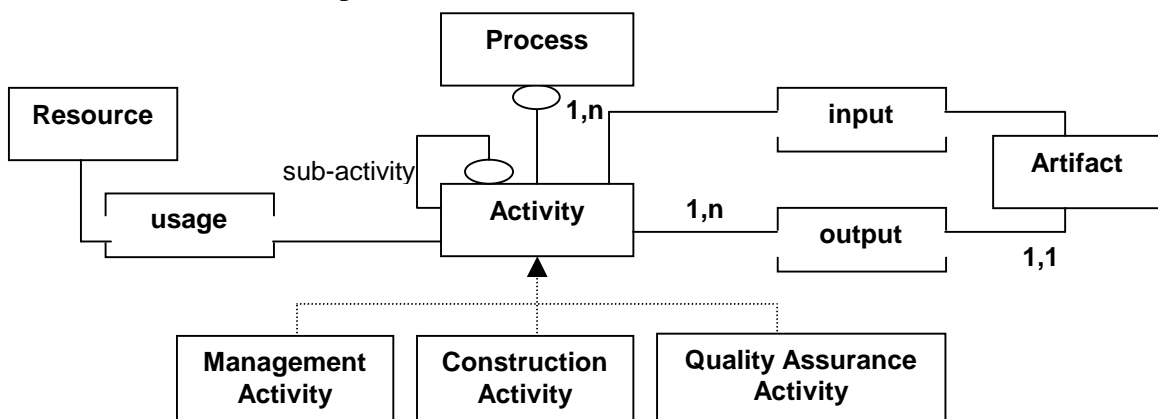 Process
Resource
1,n
input
Artifact
sub-activity
Activity
usage
1,n
output
1,1
Management
Activity
Construction
Activity
Quality Assurance
Activity